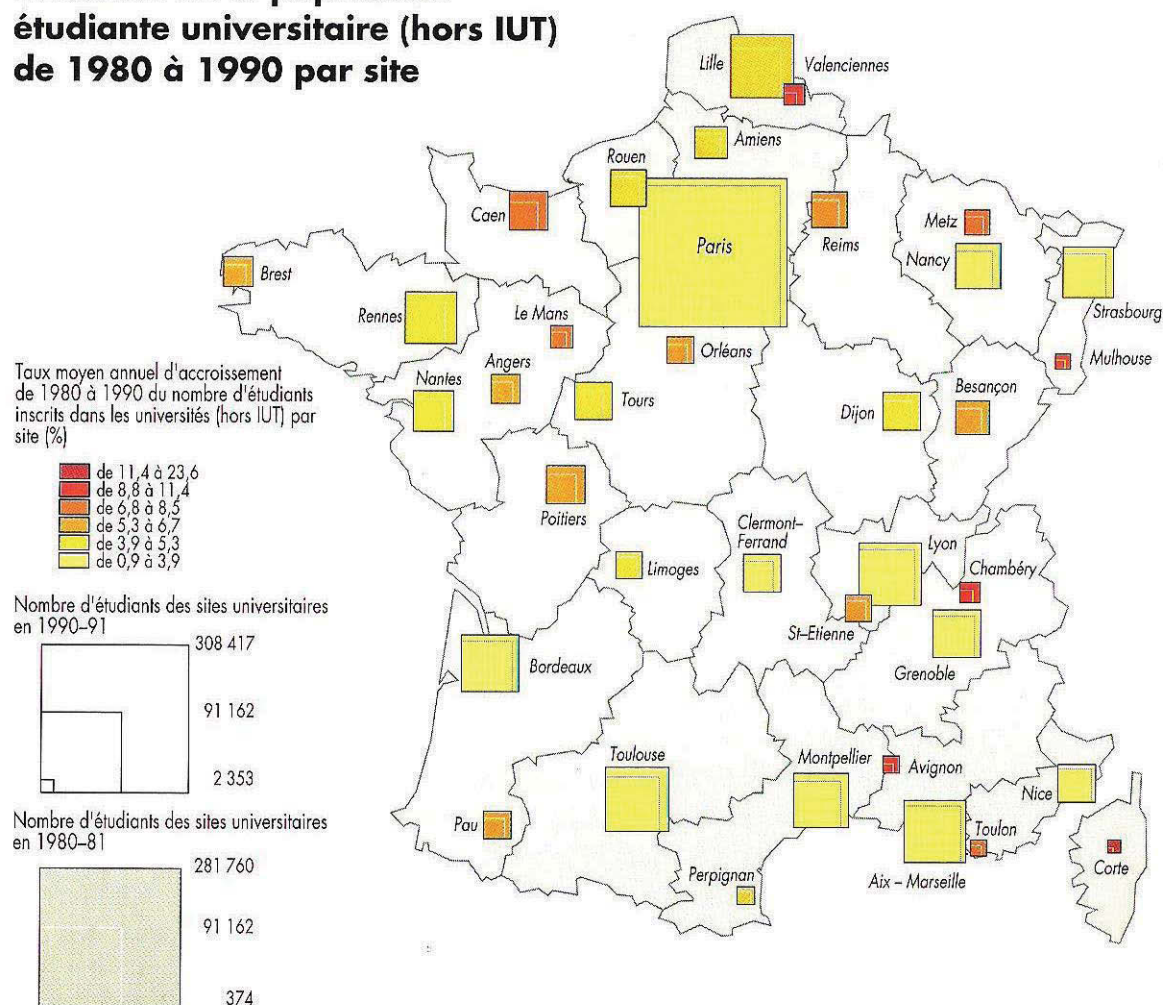 étudiante universitaire (hors IUT)
de 1980 à 1990 par site
Lille
Valenciennes
Amiens
Rouen
Caen
Paris
Reims
Metz
Nancy
Strasbourg
Brest
Rennes
Le Mans
Orléans
Mulhouse
Angers
Besançon
Nantes
Tours
Dijon
Taux moyen annuel d'accroissement
de 1980 à 1990 du nombre d'étudiants
inscrits dans les universités (hors IUT) par
site (%)
de 11,4 à 23,6
de 8,8 à 11,4
de 6,8 à 8,5
de 5,3 à 6,7
de 3,9 à 5,3
de 0,9 à 3,9
Poitiers
Clermont–
Ferrand
Limoges
Lyon
Chambéry
St–Etienne
Grenoble
Nombre d'étudiants des sites universitaires
en 1990–91
308 417
91 162
2 353
Bordeaux
Toulouse
Montpellier
Avignon
Nice
Pau
Toulon
Corte
Perpignan
Aix – Marseille
Nombre d'étudiants des sites universitaires
en 1980–81
281 760
91 162
374